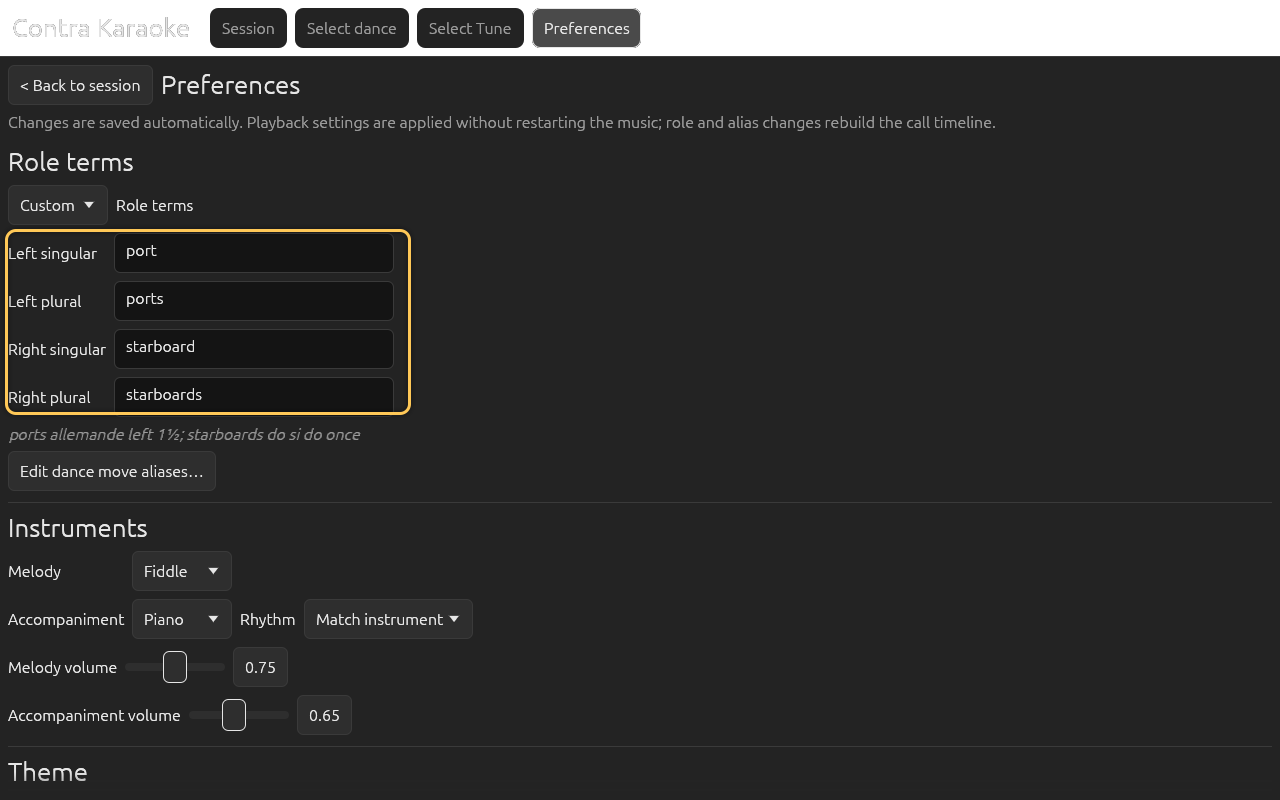 Contra Karaoke Session Select dance Select Tune Preferences
< Back to session Preferences
Changes are saved automatically. Playback settings are applied without restarting the music; role and alias changes rebuild the call timeline.
Role terms
Custom Role terms
Left singular port
Left plural ports
Right singular starboard
Right plural starboards
ports allemande left 1½; starboards do si do once
Edit dance move aliases...
Instruments
Melody Fiddle
Accompaniment Piano Rhythm Match instrument
Melody volume 0.75
Accompaniment volume 0.65
Theme